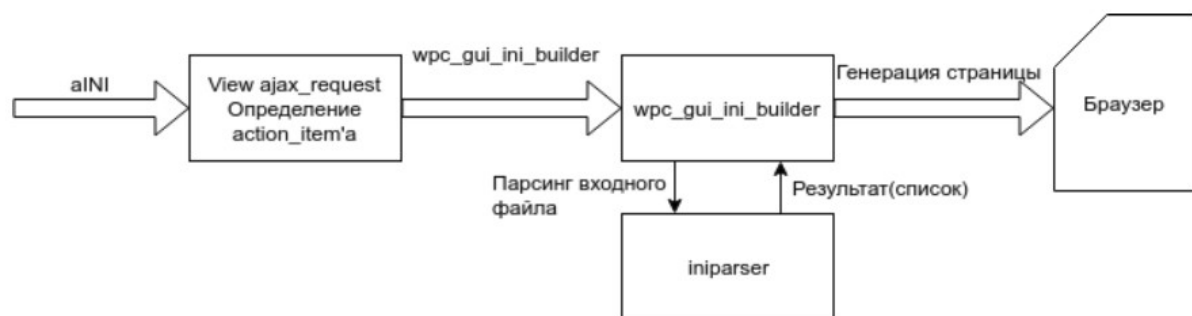 aINI
View ajax_request
Определение
action_item'а
wpc_gui_ini_builder
wpc_gui_ini_builder
Генерация страницы
Браузер
Парсинг входного
файла
Результат(список)
iniparser